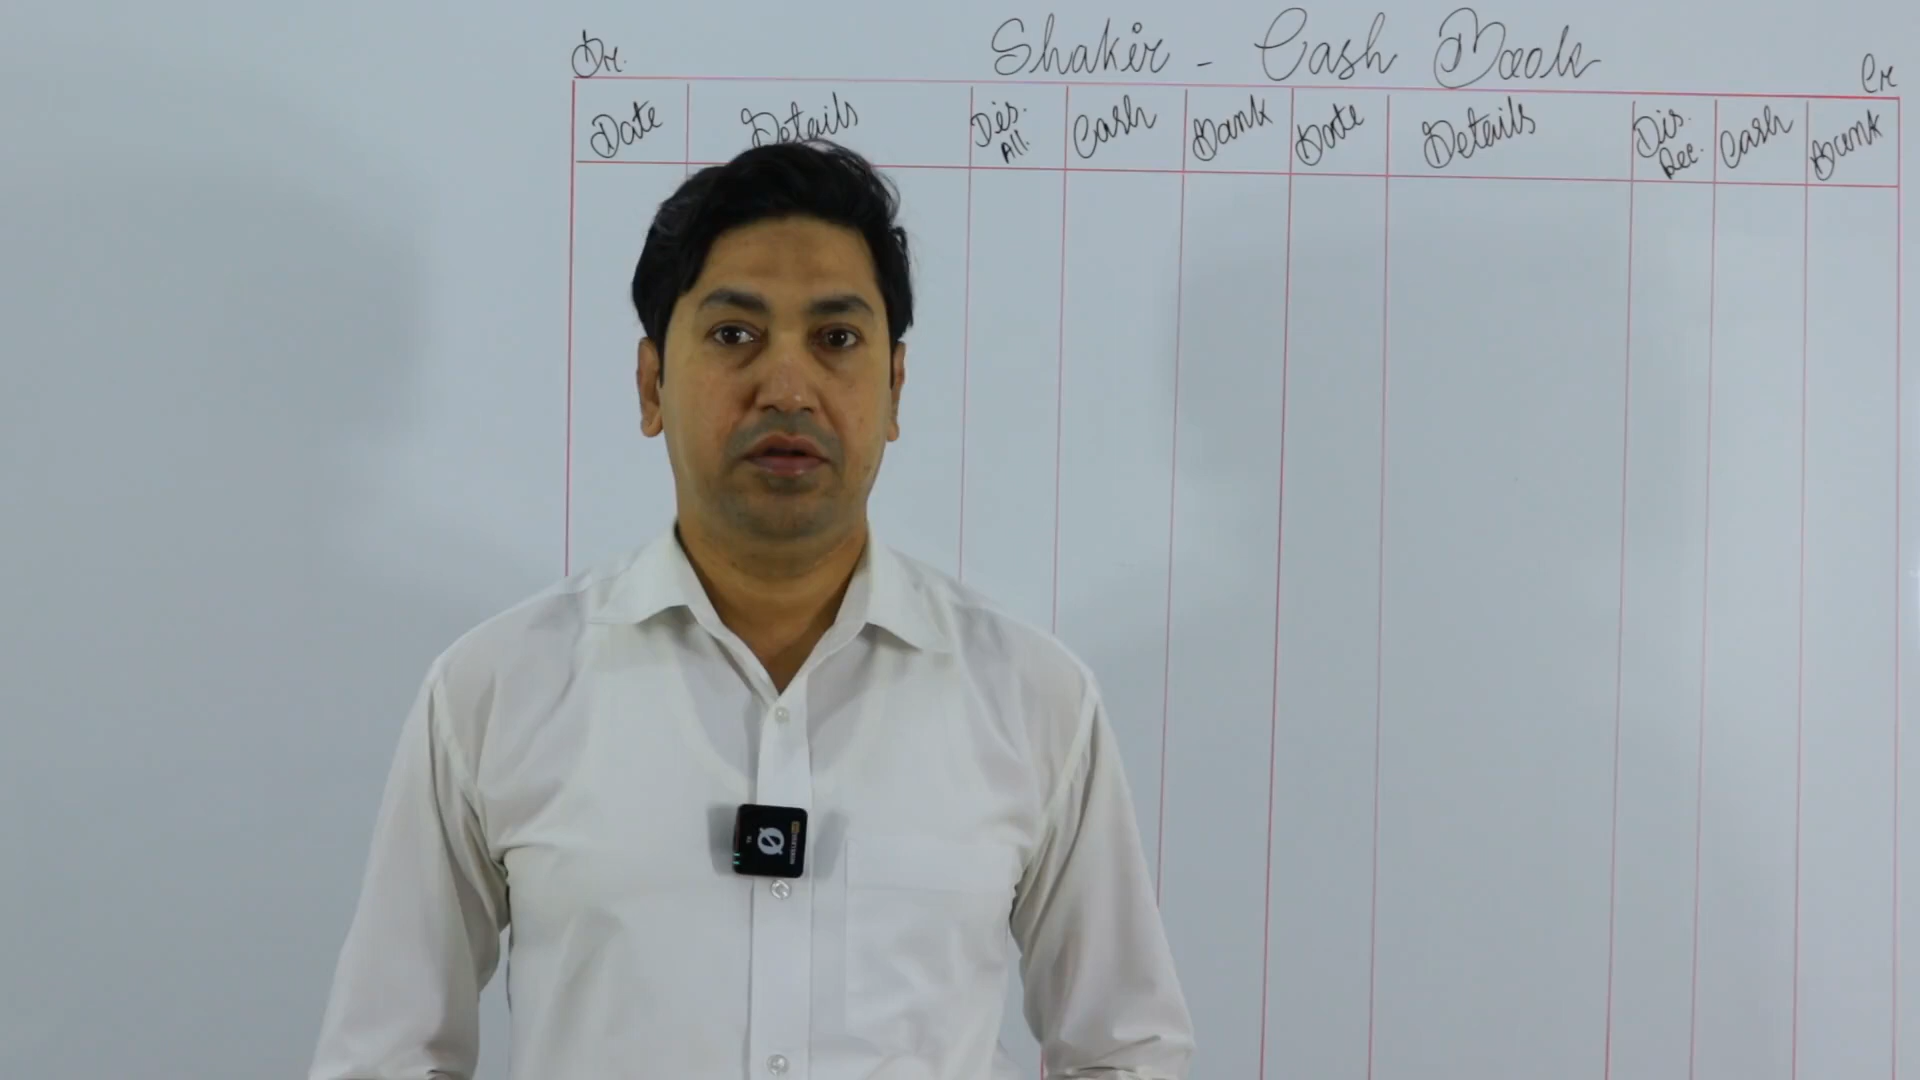 Dr.
Shakir - Cash Book
Cr
Date Details Dis. All. Cash Bank Date Details Dis. Rec. Cash Bank